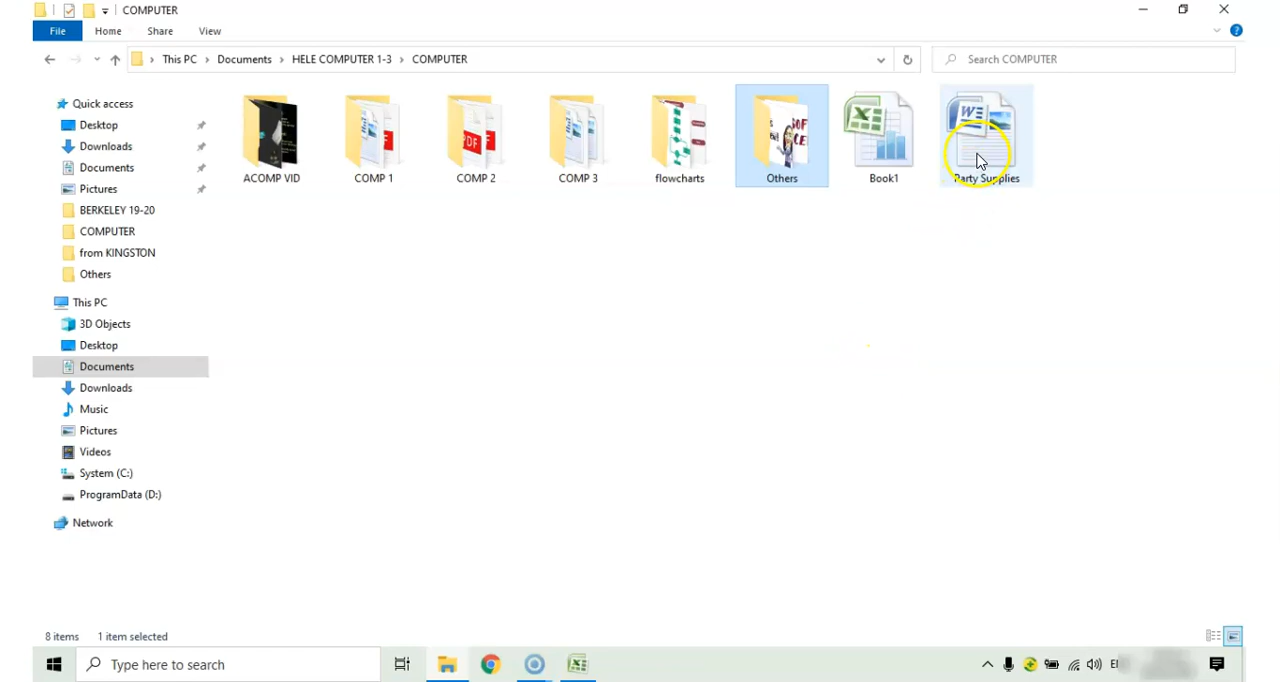 COMPUTER
File Home Share View
This PC Documents HELE COMPUTER 1-3 COMPUTER Search COMPUTER
Quick access
Desktop
Downloads
Documents
Pictures
BERKELEY 19-20
COMPUTER
from KINGSTON
Others
This PC
3D Objects
Desktop
Documents
Downloads
Music
Pictures
Videos
System (C:)
ProgramData (D:)
Network
PDF
ACOMP VID COMP 1 COMP 2 COMP 3 flowcharts Others Book1 Party Supplies
8 items 1 item selected
Type here to search